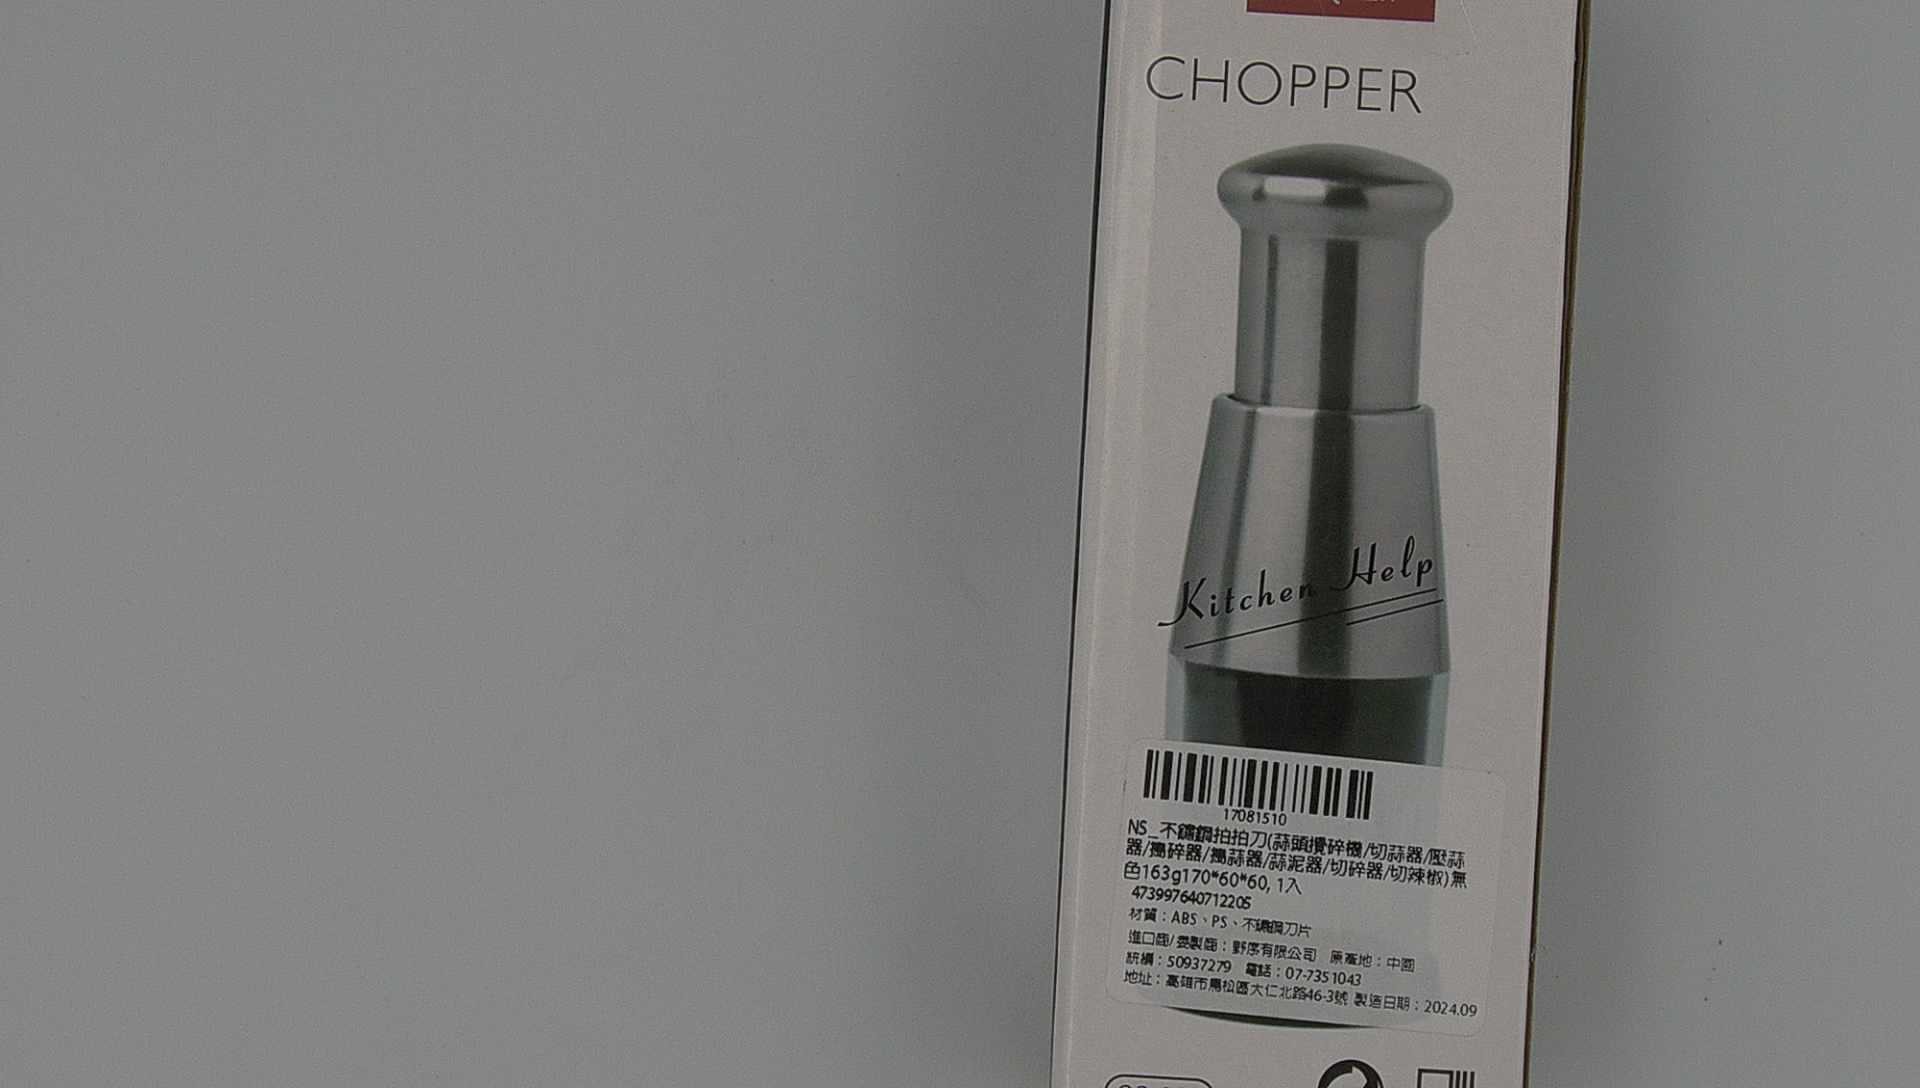 CHOPPER
Kitchen Help
17081510
NS_不鏽鋼拍拍刀(蒜頭攪碎機/切蒜器/壓蒜
器/搗碎器/搗蒜器/蒜泥器/切碎器/切辣椒)無
色163g170*60*60, 1入
473997640712205
材質：ABS、PS、不鏽鋼刀片
進口商/委製商：野序有限公司 原產地：中國
統編：50937279 電話：07-7351043
地址：高雄市鳥松區大仁北路46-3號 製造日期：2024.09